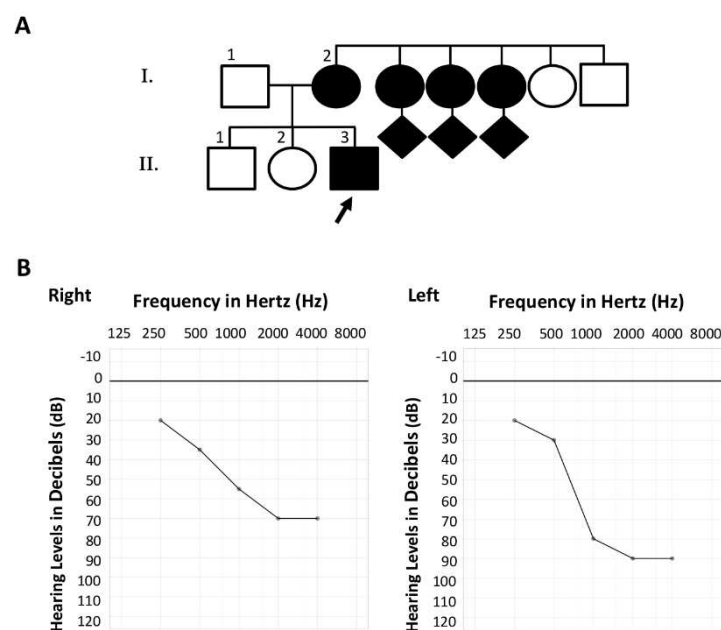 A
I.
1
2
II.
1
2
3
B
Right
Frequency in Hertz (Hz)
125 250 500 1000 2000 4000 8000
Hearing Levels in Decibels (dB)
-10
0
10
20
30
40
50
60
70
80
90
100
110
120
Left
Frequency in Hertz (Hz)
125 250 500 1000 2000 4000 8000
Hearing Levels in Decibels (dB)
-10
0
10
20
30
40
50
60
70
80
90
100
110
120